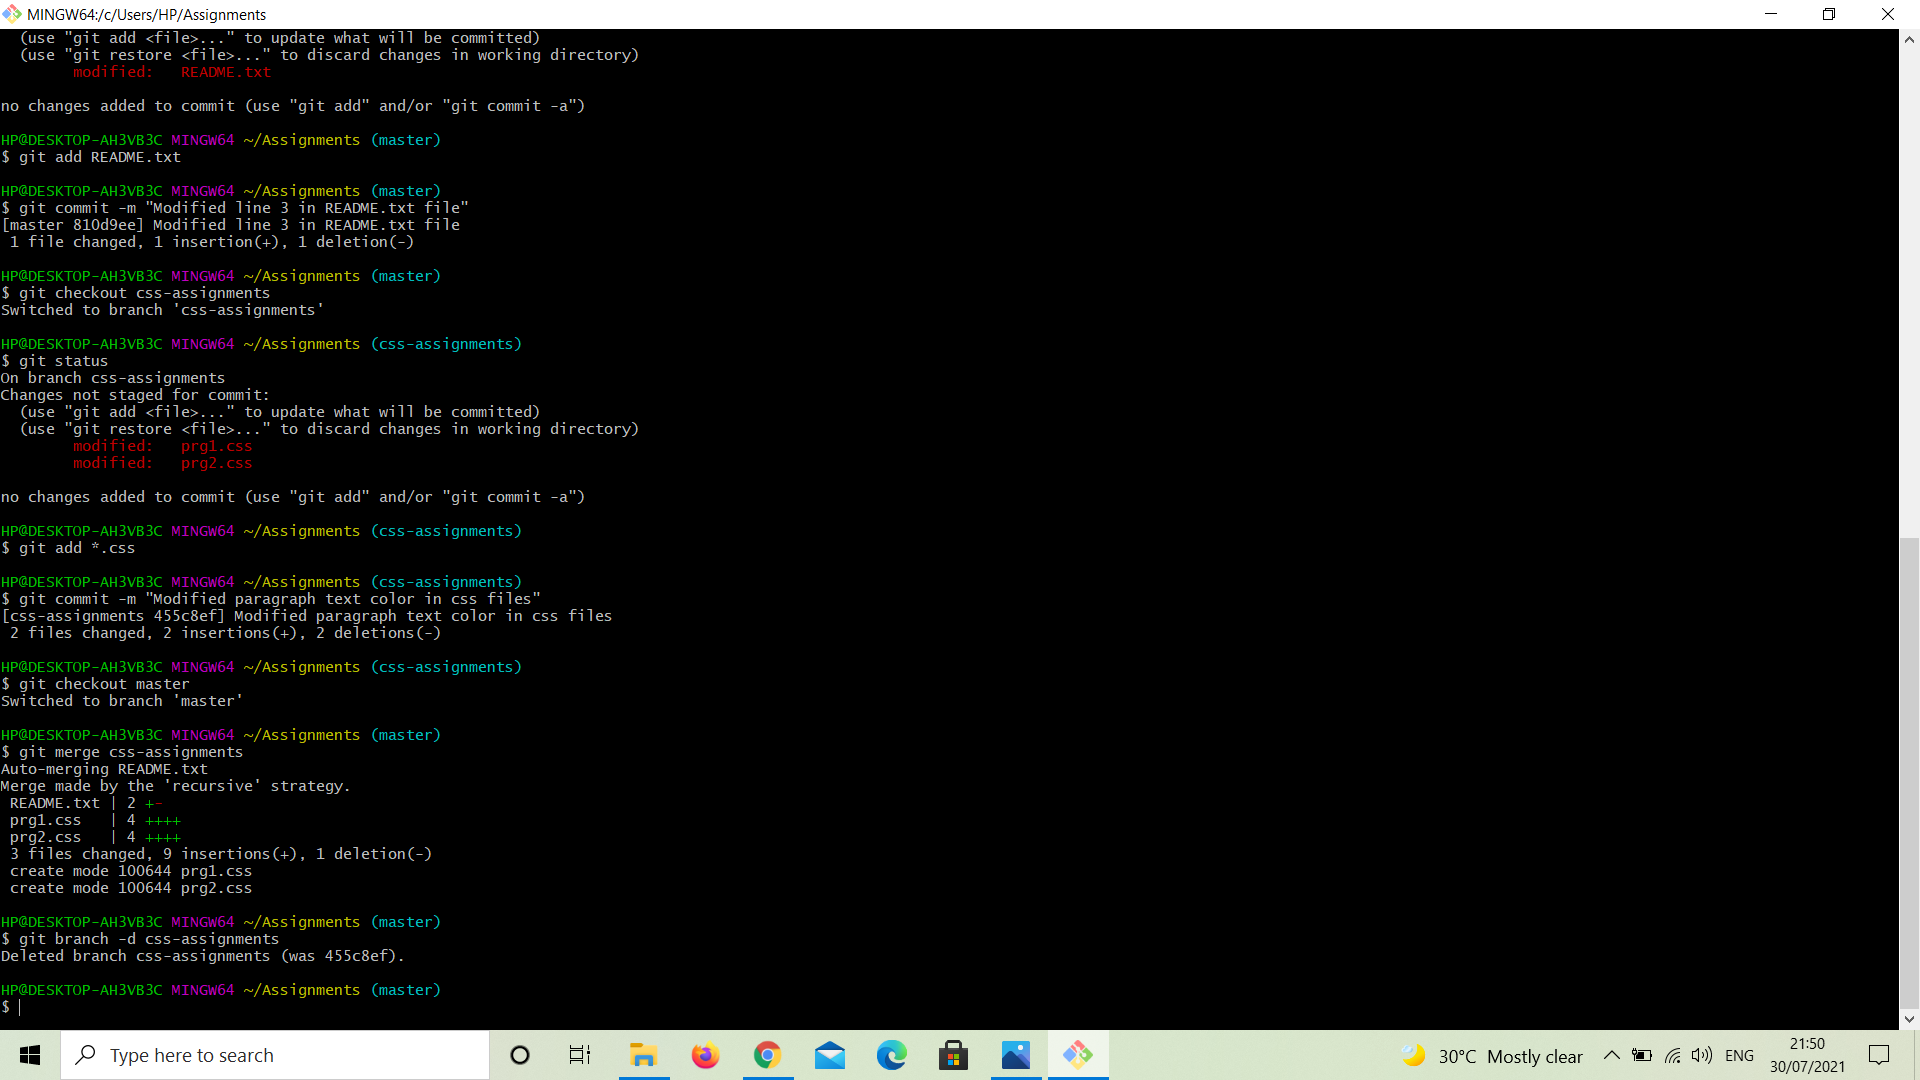 MINGW64:/c/Users/HP/Assignments
  (use "git add <file>..." to update what will be committed)
  (use "git restore <file>..." to discard changes in working directory)
        modified:   README.txt
no changes added to commit (use "git add" and/or "git commit -a")
HP@DESKTOP-AH3VB3C MINGW64 ~/Assignments (master)
$ git add README.txt
HP@DESKTOP-AH3VB3C MINGW64 ~/Assignments (master)
$ git commit -m "Modified line 3 in README.txt file"
[master 810d9ee] Modified line 3 in README.txt file
 1 file changed, 1 insertion(+), 1 deletion(-)
HP@DESKTOP-AH3VB3C MINGW64 ~/Assignments (master)
$ git checkout css-assignments
Switched to branch 'css-assignments'
HP@DESKTOP-AH3VB3C MINGW64 ~/Assignments (css-assignments)
$ git status
On branch css-assignments
Changes not staged for commit:
  (use "git add <file>..." to update what will be committed)
  (use "git restore <file>..." to discard changes in working directory)
        modified:   prg1.css
        modified:   prg2.css
no changes added to commit (use "git add" and/or "git commit -a")
HP@DESKTOP-AH3VB3C MINGW64 ~/Assignments (css-assignments)
$ git add *.css
HP@DESKTOP-AH3VB3C MINGW64 ~/Assignments (css-assignments)
$ git commit -m "Modified paragraph text color in css files"
[css-assignments 455c8ef] Modified paragraph text color in css files
 2 files changed, 2 insertions(+), 2 deletions(-)
HP@DESKTOP-AH3VB3C MINGW64 ~/Assignments (css-assignments)
$ git checkout master
Switched to branch 'master'
HP@DESKTOP-AH3VB3C MINGW64 ~/Assignments (master)
$ git merge css-assignments
Auto-merging README.txt
Merge made by the 'recursive' strategy.
 README.txt | 2 +-
 prg1.css   | 4 ++++
 prg2.css   | 4 ++++
 3 files changed, 9 insertions(+), 1 deletion(-)
 create mode 100644 prg1.css
 create mode 100644 prg2.css
HP@DESKTOP-AH3VB3C MINGW64 ~/Assignments (master)
$ git branch -d css-assignments
Deleted branch css-assignments (was 455c8ef).
HP@DESKTOP-AH3VB3C MINGW64 ~/Assignments (master)
$
Type here to search
30°C Mostly clear
ENG
21:50
30/07/2021